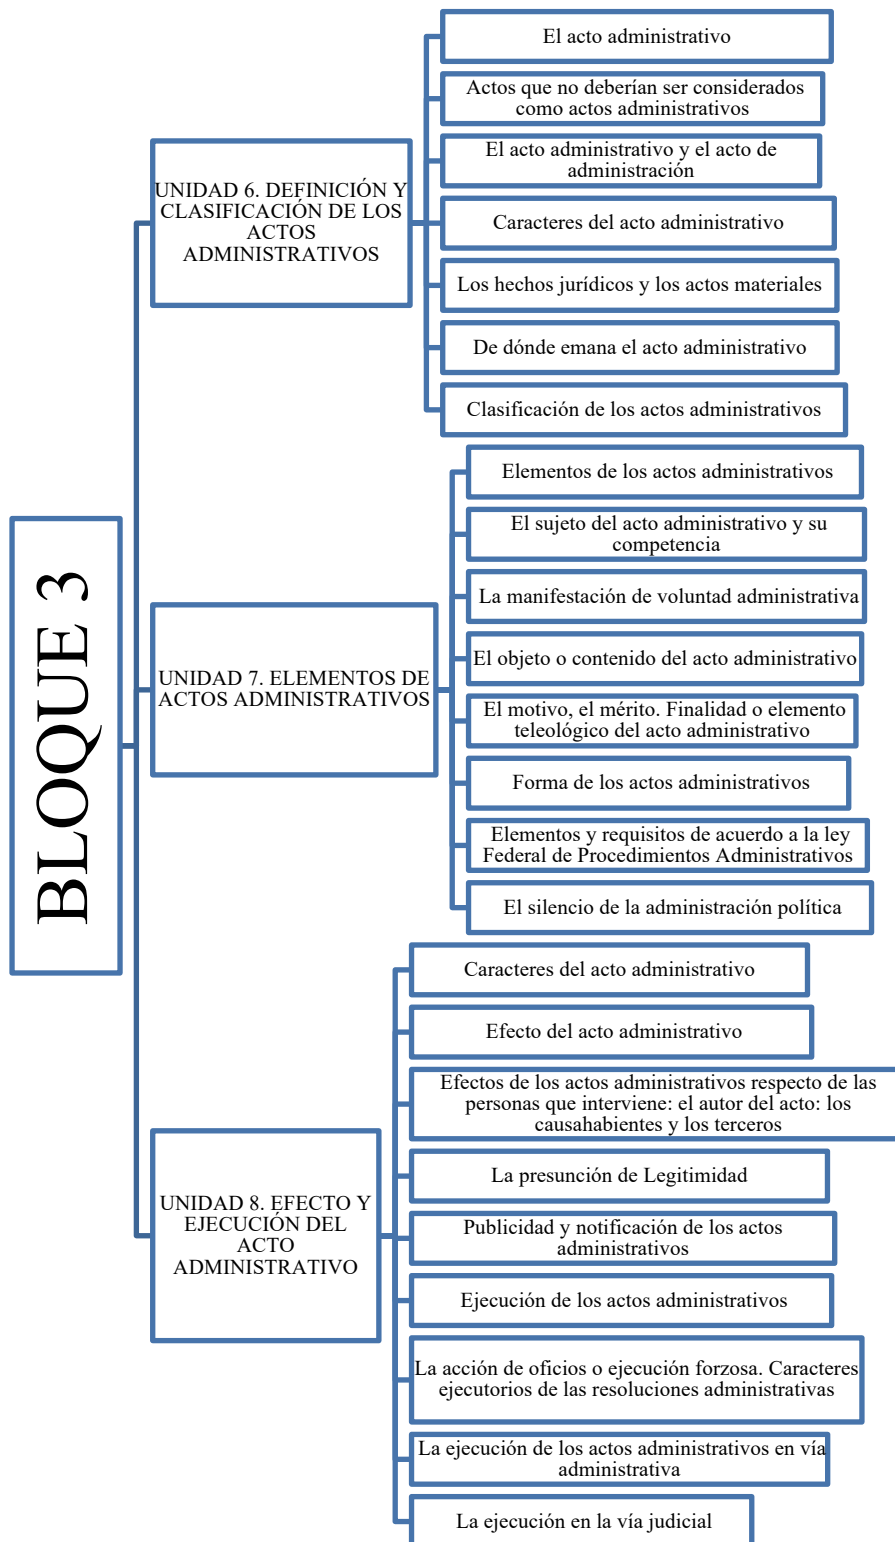 BLOQUE 3
UNIDAD 6. DEFINICIÓN Y
CLASIFICACIÓN DE LOS
ACTOS
ADMINISTRATIVOS
El acto administrativo
Actos que no deberían ser considerados
como actos administrativos
El acto administrativo y el acto de
administración
Caracteres del acto administrativo
Los hechos jurídicos y los actos materiales
De dónde emana el acto administrativo
Clasificación de los actos administrativos
UNIDAD 7. ELEMENTOS DE
ACTOS ADMINISTRATIVOS
Elementos de los actos administrativos
El sujeto del acto administrativo y su
competencia
La manifestación de voluntad administrativa
El objeto o contenido del acto administrativo
El motivo, el mérito. Finalidad o elemento
teleológico del acto administrativo
Forma de los actos administrativos
Elementos y requisitos de acuerdo a la ley
Federal de Procedimientos Administrativos
El silencio de la administración política
UNIDAD 8. EFECTO Y
EJECUCIÓN DEL
ACTO
ADMINISTRATIVO
Caracteres del acto administrativo
Efecto del acto administrativo
Efectos de los actos administrativos respecto de las
personas que interviene: el autor del acto: los
causahabientes y los terceros
La presunción de Legitimidad
Publicidad y notificación de los actos
administrativos
Ejecución de los actos administrativos
La acción de oficios o ejecución forzosa. Caracteres
ejecutorios de las resoluciones administrativas
La ejecución de los actos administrativos en vía
administrativa
La ejecución en la vía judicial